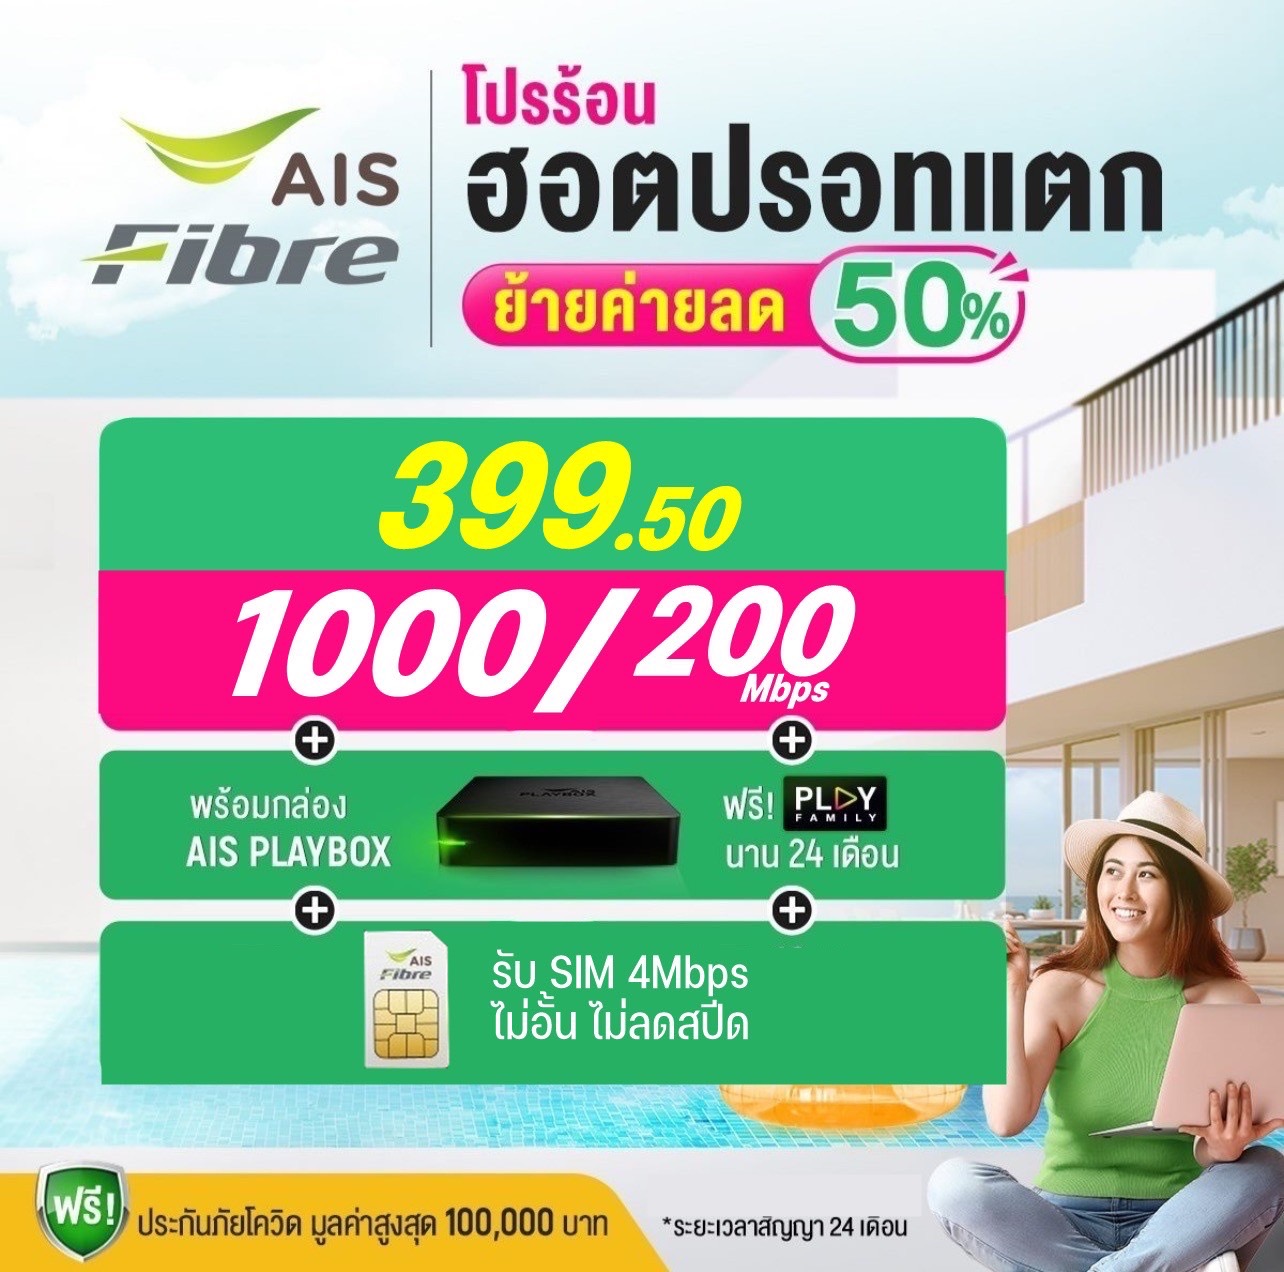 AIS
Fibre
โปรร้อน
ฮอตปรอทแตก
ย้ายค่ายลด 50%
399.50
1000/200
Mbps
พร้อมกล่อง
AIS PLAYBOX
AIS
PLAYBOX
ฟรี! PLAY
FAMILY
นาน 24 เดือน
AIS
Fibre
รับ SIM 4Mbps
ไม่อั้น ไม่ลดสปีด
ฟรี! ประกันภัยโควิด มูลค่าสูงสุด 100,000 บาท
*ระยะเวลาสัญญา 24 เดือน